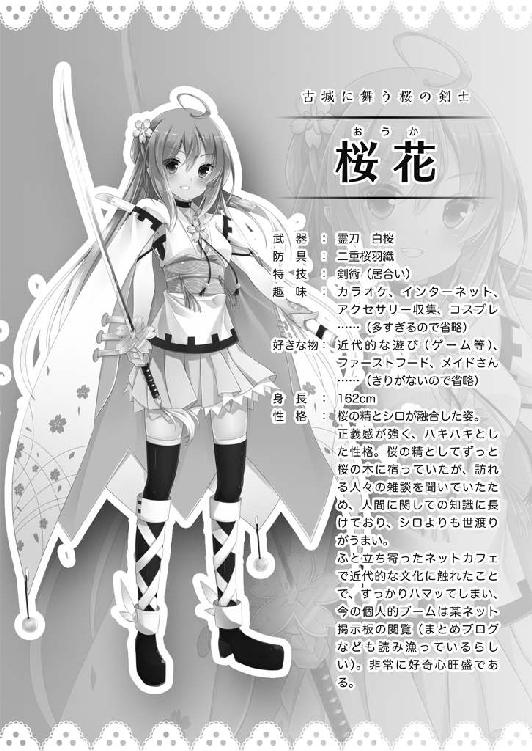 古城に舞う桜の剣士
おうか
桜花
武器：霊刀 白桜
防具：二重桜羽織
特技：剣術（居合い）
趣味：カラオケ、インターネット、
アクセサリー収集、コスプレ
……（多すぎるので省略）
好きな物：近代的な遊び（ゲーム等）、
ファーストフード、メイドさん
……（きりがないので省略）
身長：162cm
性格：桜の精とシロが融合した姿。
正義感が強く、ハキハキとし
た性格。桜の精としてずっと
桜の木に宿っていたが、訪れ
る人々の雑談を聞いていたた
め、人間に関しての知識に長
けており、シロよりも世渡り
がうまい。
ふと立ち寄ったネットカフェ
で近代的な文化に触れたこと
で、すっかりハマッてしまい、
今の個人的ブームは某ネット
掲示板の閲覧（まとめブログ
なども読み漁っているらし
い）。非常に好奇心旺盛であ
る。